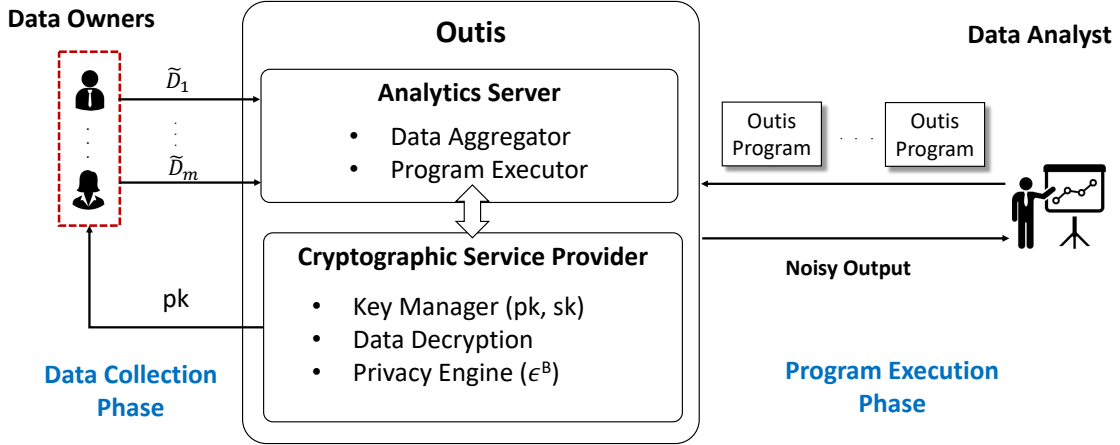 Data Owners
D̃₁
D̃ₘ
pk
Data Collection
Phase
Outis
Analytics Server
• Data Aggregator
• Program Executor
Cryptographic Service Provider
• Key Manager (pk, sk)
• Data Decryption
• Privacy Engine (ϵᴮ)
Data Analyst
Outis
Program
. . .
Outis
Program
Noisy Output
Program Execution
Phase